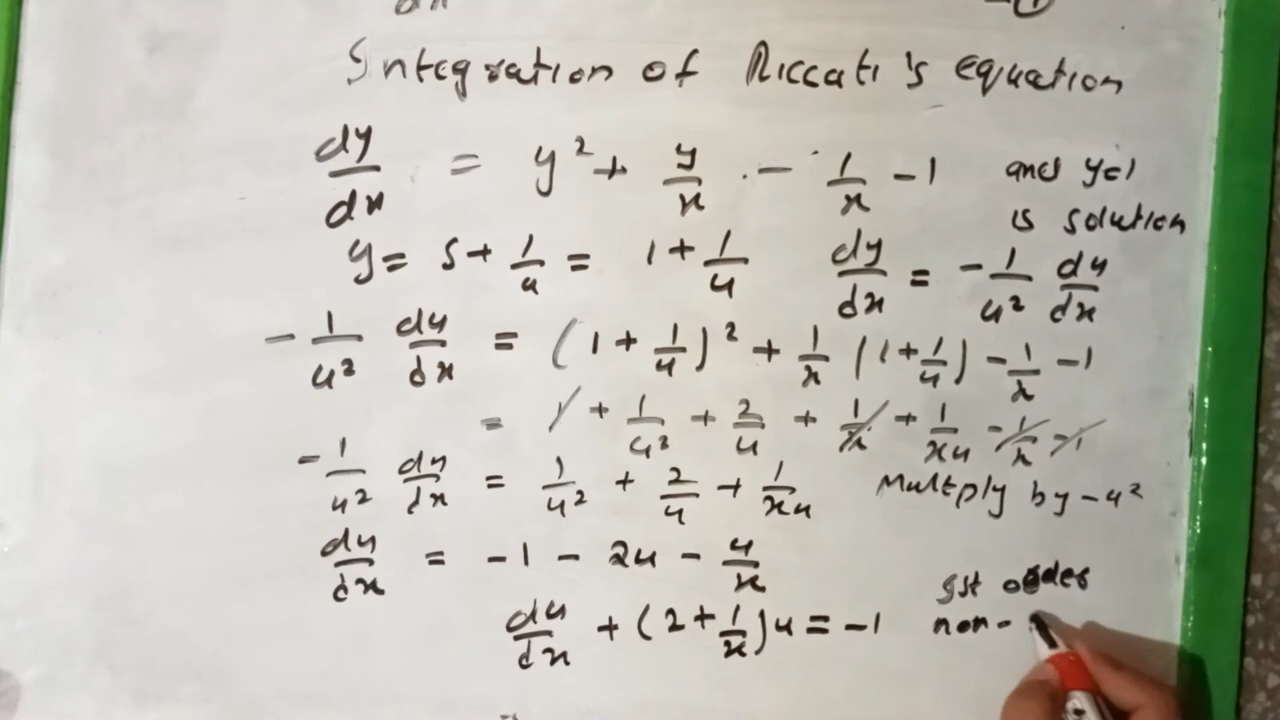 Integration of Riccati's equation
dy/dx = y² + y/x - 1/x - 1 and y=1
is solution
y = S + 1/u = 1 + 1/u dy/dx = -1/u² du/dx
-1/u² du/dx = (1 + 1/u)² + 1/x (1 + 1/u) - 1/x - 1
= 1 + 1/u² + 2/u + 1/x + 1/xu - 1/x - 1
-1/u² du/dx = 1/u² + 2/u + 1/xu Multply by -u²
du/dx = -1 - 2u - u/x
du/dx + (2 + 1/x)u = -1 Ist order
non-